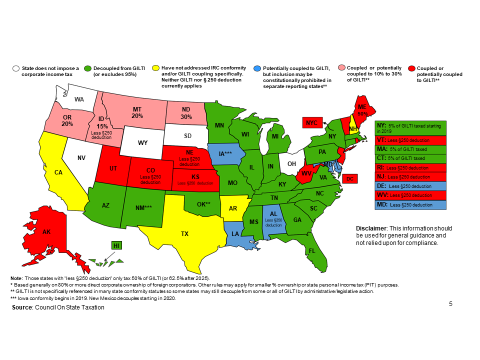 State does not impose a
corporate income tax
Decoupled from GILTI
(or excludes 95%)
Have not addressed IRC conformity
and/or GILTI coupling specifically.
Neither GILTI nor § 250 deduction
currently applies
Potentially coupled to GILTI,
but inclusion may be
constitutionally prohibited in
separate reporting states**
Coupled or potentially
coupled to 10% to 30%
of GILTI**
Coupled or
potentially coupled
to GILTI**
WA
OR
20%
ID
15%
Less §250
deduction
MT
20%
ND
30%
SD
WY
NV
CA
UT
CO
Less §250
deduction
NE
Less §250
deduction
KS
Less §250 deduction
AZ
NM***
OK**
TX
MN
IA***
MO
AR
LA
WI
IL
MI
IN
OH
KY
TN
MS
AL
Less §250
deduction
GA
FL
SC
NC
VA
WV
PA
NY
NYC
DC
ME
50%
NH
RI
AK
HI
NY: 5% of GILTI taxed starting
in 2019
VT: Less §250 deduction
MA: 5% of GILTI taxed
CT: 5% of GILTI taxed
RI: Less §250 deduction
NJ: Less §250 deduction
DE: Less §250 deduction
WV: Less §250 deduction
MD: Less §250 deduction
Disclaimer: This information should
be used for general guidance and
not relied upon for compliance.
Note: Those states with 'less §250 deduction' only tax 50% of GILTI (or 62.5% after 2025).
* Based generally on 80% or more direct corporate ownership of foreign corporations. Other rules may apply for smaller % ownership or state personal income tax (PIT) purposes.
** GILTI is not specifically referenced in many state conformity statutes so some states may still decouple from some or all of GILTI by administrative/legislative action.
*** Iowa conformity begins in 2019. New Mexico decouples starting in 2020.
Source: Council On State Taxation
5